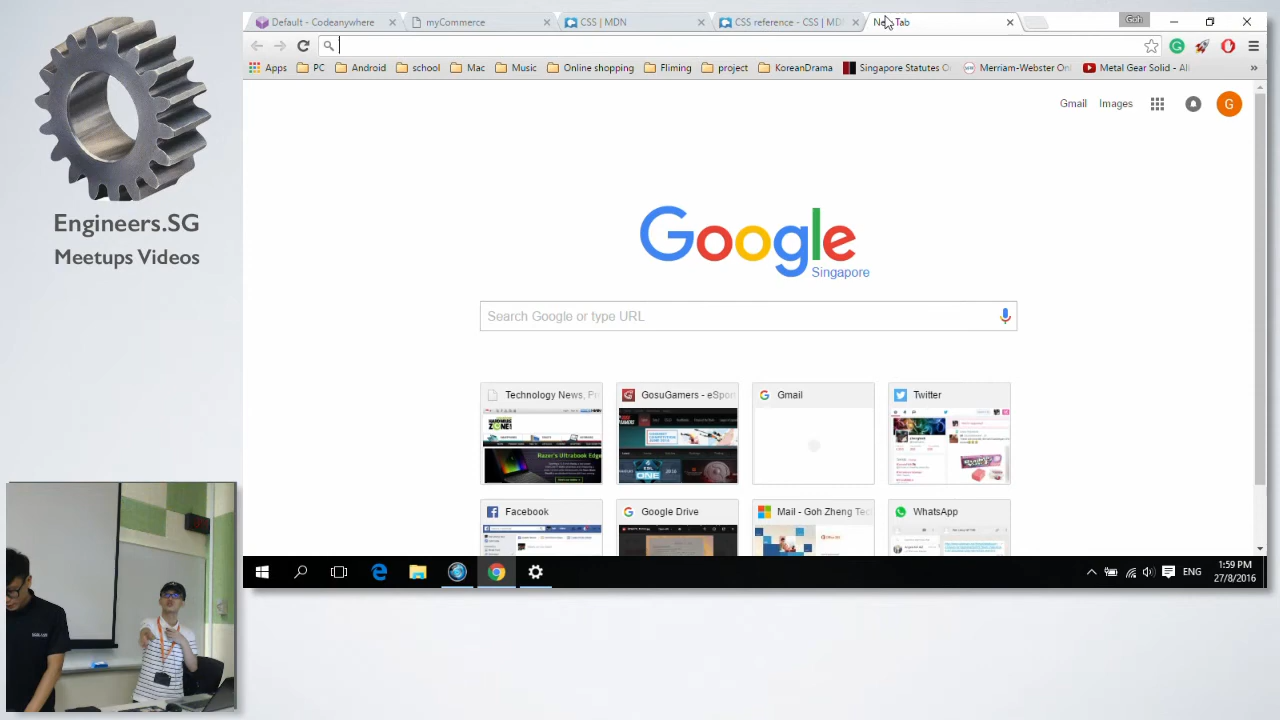 Default - Codeanywhere
myCommerce
CSS | MDN
CSS reference - CSS | MD
Tab
Goh
Apps
PC
Android
school
Mac
Music
Online shopping
Filming
project
KoreanDrama
Singapore Statutes
Merriam-Webster On
Metal Gear Solid - Al
Gmail
Images
G
Google
Singapore
Search Google or type URL
Technology News, Pr
GosuGamers - eSport
Gmail
Twitter
Facebook
Google Drive
Mail - Goh Zheng Te
WhatsApp
ENG
1:59 PM
27/8/2016
Engineers.SG
Meetups Videos